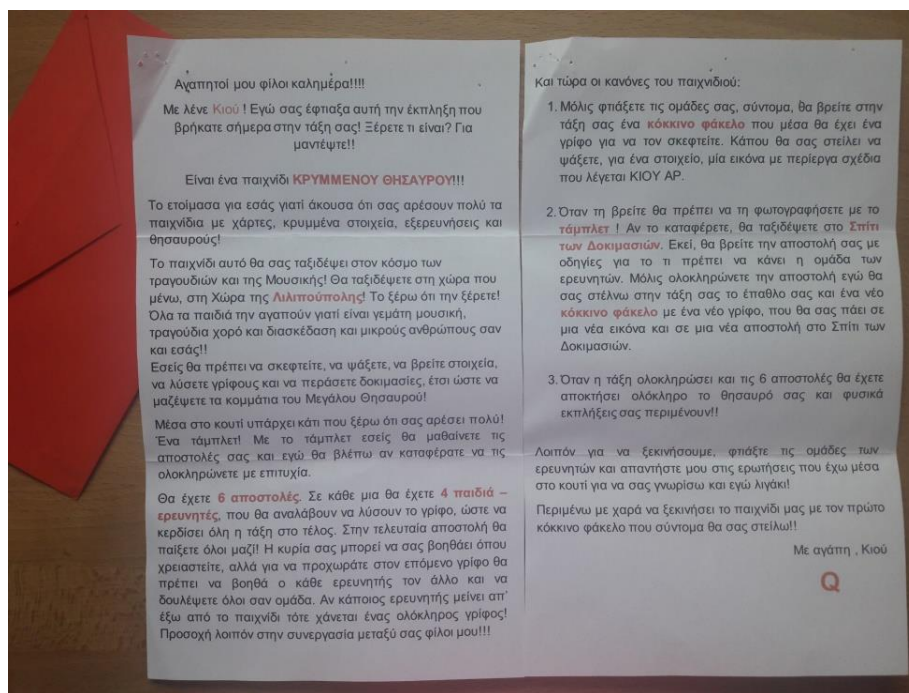 Αγαπητοί μου φίλοι καλημέρα!!!!
Με λένε Κιού ! Εγώ σας έφτιαξα αυτή την έκπληξη που
βρήκατε σήμερα στην τάξη σας! Ξέρετε τι είναι? Για
μαντέψτε!!
Είναι ένα παιχνίδι ΚΡΥΜΜΕΝΟΥ ΘΗΣΑΥΡΟΥ!!!
Το ετοίμασα για εσάς γιατί άκουσα ότι σας αρέσουν πολύ τα
παιχνίδια με χάρτες, κρυμμένα στοιχεία, εξερευνήσεις και
θησαυρούς!
Το παιχνίδι αυτό θα σας ταξιδέψει στον κόσμο των
τραγουδιών και της Μουσικής! Θα ταξιδέψετε στη χώρα που
μένω, στη Χώρα της Λιλιπούπολης! Το ξέρω ότι την ξέρετε!
Όλα τα παιδιά την αγαπούν γιατί είναι γεμάτη μουσική,
τραγούδια χορό και διασκέδαση και μικρούς ανθρώπους σαν
και εσάς!!
Εσείς θα πρέπει να σκεφτείτε, να ψάξετε, να βρείτε στοιχεία,
να λύσετε γρίφους και να περάσετε δοκιμασίες, έτσι ώστε να
μαζέψετε τα κομμάτια του Μεγάλου Θησαυρού!
Μέσα στο κουτί υπάρχει κάτι που ξέρω ότι σας αρέσει πολύ!
Ένα τάμπλετ! Με το τάμπλετ εσείς θα μαθαίνετε τις
αποστολές σας και εγώ θα βλέπω αν καταφέρατε να τις
ολοκληρώνετε με επιτυχία.
Θα έχετε 6 αποστολές. Σε κάθε μια θα έχετε 4 παιδιά –
ερευνητές, που θα αναλάβουν να λύσουν το γρίφο, ώστε να
κερδίσει όλη η τάξη στο τέλος. Στην τελευταία αποστολή θα
παίξετε όλοι μαζί! Η κυρία σας μπορεί να σας βοηθάει όπου
χρειαστείτε, αλλά για να προχωράτε στον επόμενο γρίφο θα
πρέπει να βοηθά ο κάθε ερευνητής τον άλλο και να
δουλέψετε όλοι σαν ομάδα. Αν κάποιος ερευνητής μείνει απ’
έξω από το παιχνίδι τότε χάνεται ένας ολόκληρος γρίφος!
Προσοχή λοιπόν στην συνεργασία μεταξύ σας φίλοι μου!!!
Και τώρα οι κανόνες του παιχνιδιού:
1. Μόλις φτιάξετε τις ομάδες σας, σύντομα, θα βρείτε στην
τάξη σας ένα κόκκινο φάκελο που μέσα θα έχει ένα
γρίφο για να τον σκεφτείτε. Κάπου θα σας στείλει να
ψάξετε, για ένα στοιχείο, μία εικόνα με περίεργα σχέδια
που λέγεται ΚΙΟΥ ΑΡ.
2. Όταν τη βρείτε θα πρέπει να τη φωτογραφήσετε με το
τάμπλετ ! Αν το καταφέρετε, θα ταξιδέψετε στο Σπίτι
των Δοκιμασιών. Εκεί, θα βρείτε την αποστολή σας με
οδηγίες για το τι πρέπει να κάνει η ομάδα των
ερευνητών. Μόλις ολοκληρώνετε την αποστολή εγώ θα
σας στέλνω στην τάξη σας το έπαθλο σας και ένα νέο
κόκκινο φάκελο με ένα νέο γρίφο, που θα σας πάει σε
μια νέα εικόνα και σε μια νέα αποστολή στο Σπίτι των
Δοκιμασιών.
3. Όταν η τάξη ολοκληρώσει και τις 6 αποστολές θα έχετε
αποκτήσει ολόκληρο το θησαυρό σας και φυσικά
εκπλήξεις σας περιμένουν!!
Λοιπόν για να ξεκινήσουμε, φτιάξτε τις ομάδες των
ερευνητών και απαντήστε μου στις ερωτήσεις που έχω μέσα
στο κουτί για να σας γνωρίσω και εγώ λιγάκι!
Περιμένω με χαρά να ξεκινήσει το παιχνίδι μας με τον πρώτο
κόκκινο φάκελο που σύντομα θα σας στείλω!!
Με αγάπη , Κιού
Q